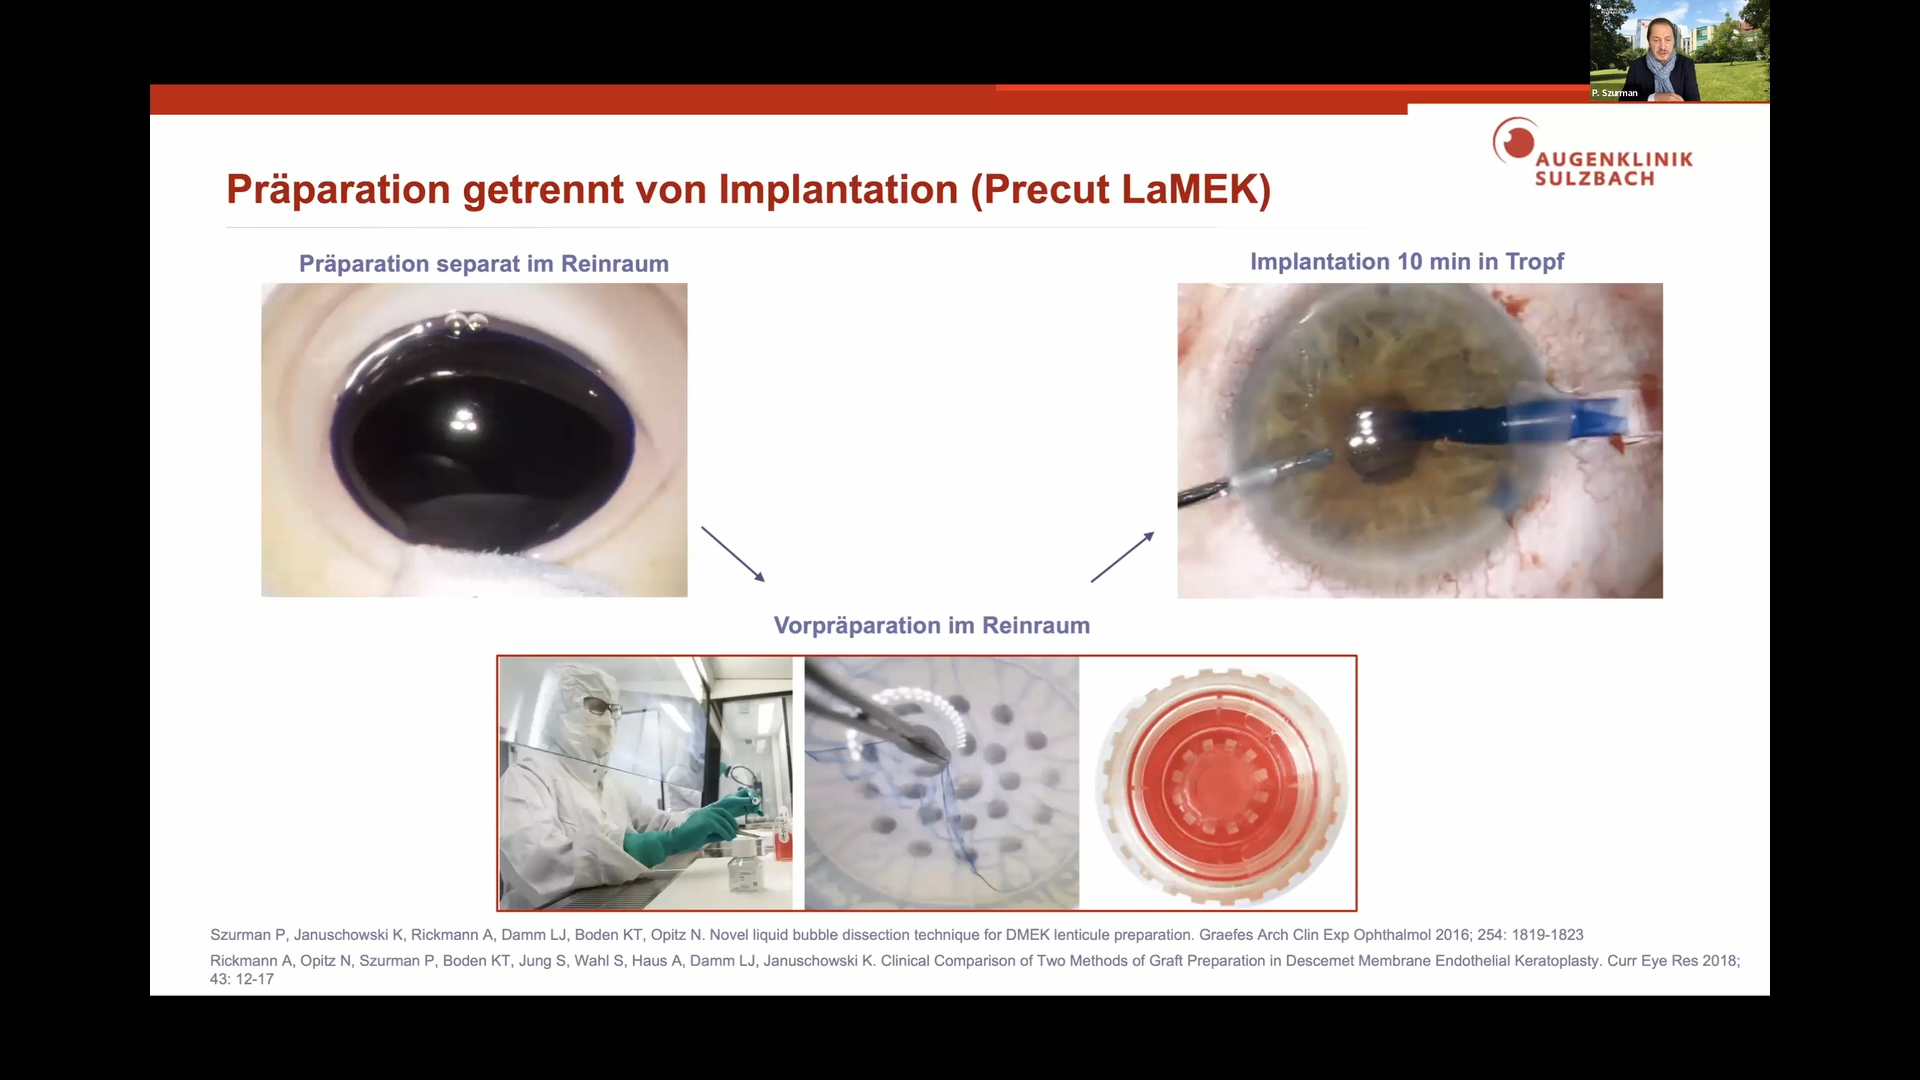 P. Szurman
AUGENKLINIK
SULZBACH
Präparation getrennt von Implantation (Precut LaMEK)
Präparation separat im Reinraum
Implantation 10 min in Tropf
Vorpräparation im Reinraum
Szurman P, Januschowski K, Rickmann A, Damm LJ, Boden KT, Opitz N. Novel liquid bubble dissection technique for DMEK lenticule preparation. Graefes Arch Clin Exp Ophthalmol 2016; 254: 1819-1823
Rickmann A, Opitz N, Szurman P, Boden KT, Jung S, Wahl S, Haus A, Damm LJ, Januschowski K. Clinical Comparison of Two Methods of Graft Preparation in Descemet Membrane Endothelial Keratoplasty. Curr Eye Res 2018;
43: 12-17